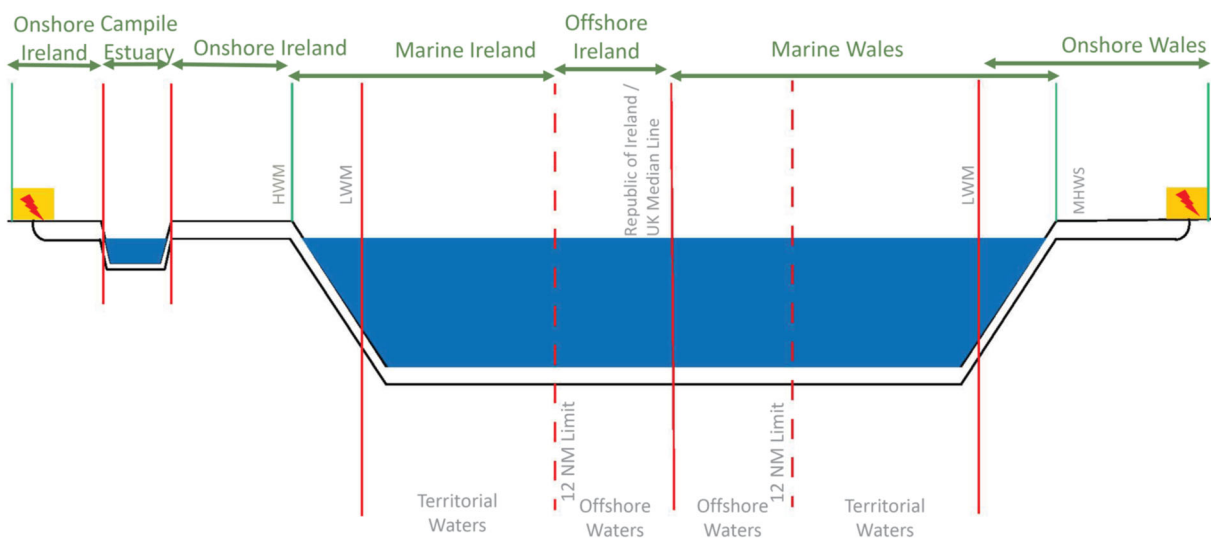 Onshore
Ireland
Campile
Estuary
Onshore Ireland
Marine Ireland
Offshore
Ireland
Marine Wales
Onshore Wales
HWM
LWM
Republic of Ireland /
UK Median Line
LWM
MHWS
12 NM Limit
12 NM Limit
Territorial
Waters
Offshore
Waters
Offshore
Waters
Territorial
Waters